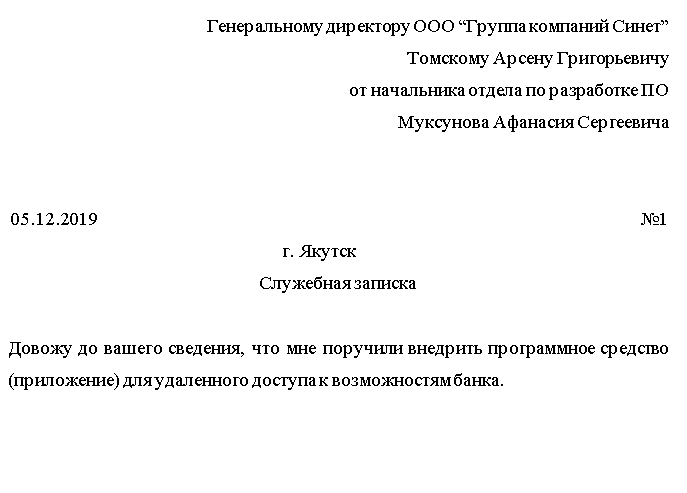 Генеральному директору ООО “Группа компаний Синет”
Томскому Арсену Григорьевичу
от начальника отдела по разработке ПО
Муксунова Афанасия Сергеевича
05.12.2019 №1
г. Якутск
Служебная записка
Довожу до вашего сведения, что мне поручили внедрить программное средство
(приложение) для удаленного доступа к возможностям банка.